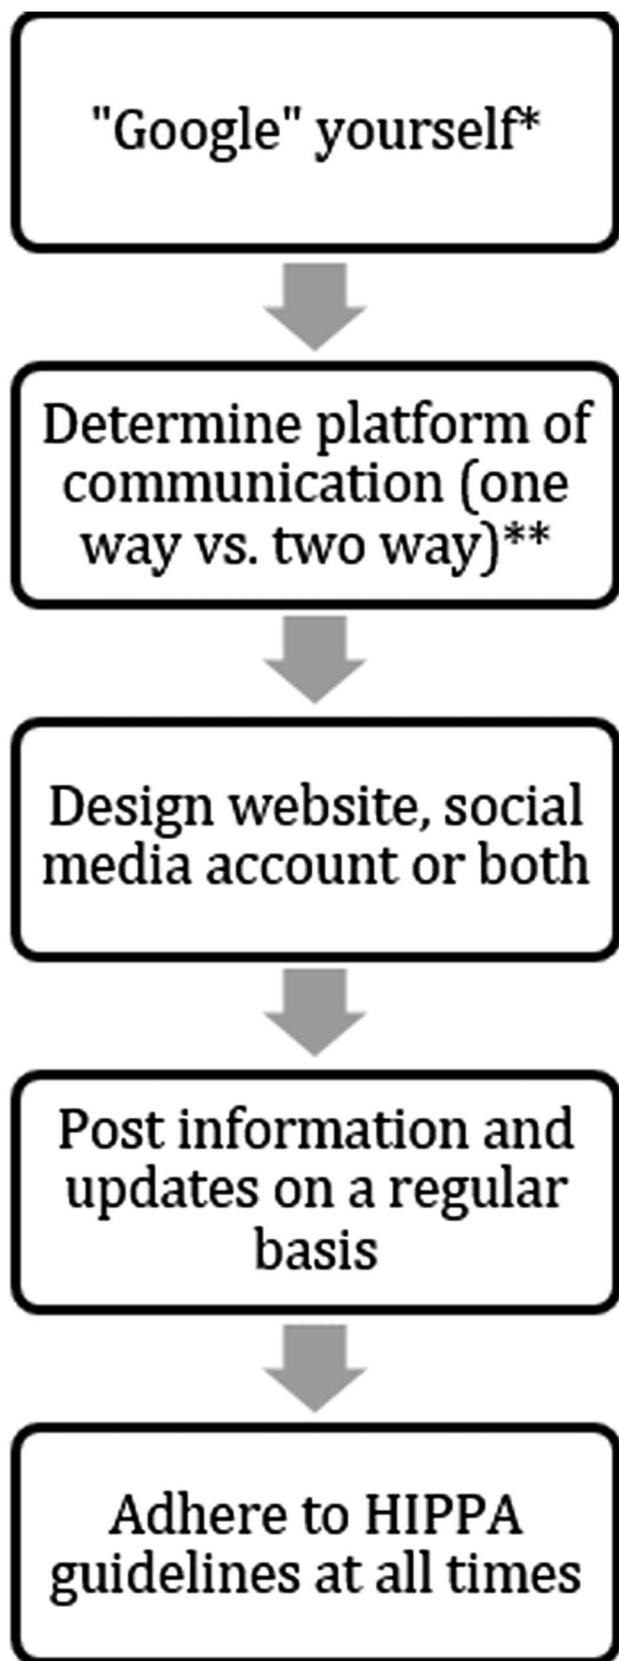 "Google" yourself*
Determine platform of
communication (one
way vs. two way)**
Design website, social
media account or both
Post information and
updates on a regular
basis
Adhere to HIPPA
guidelines at all times